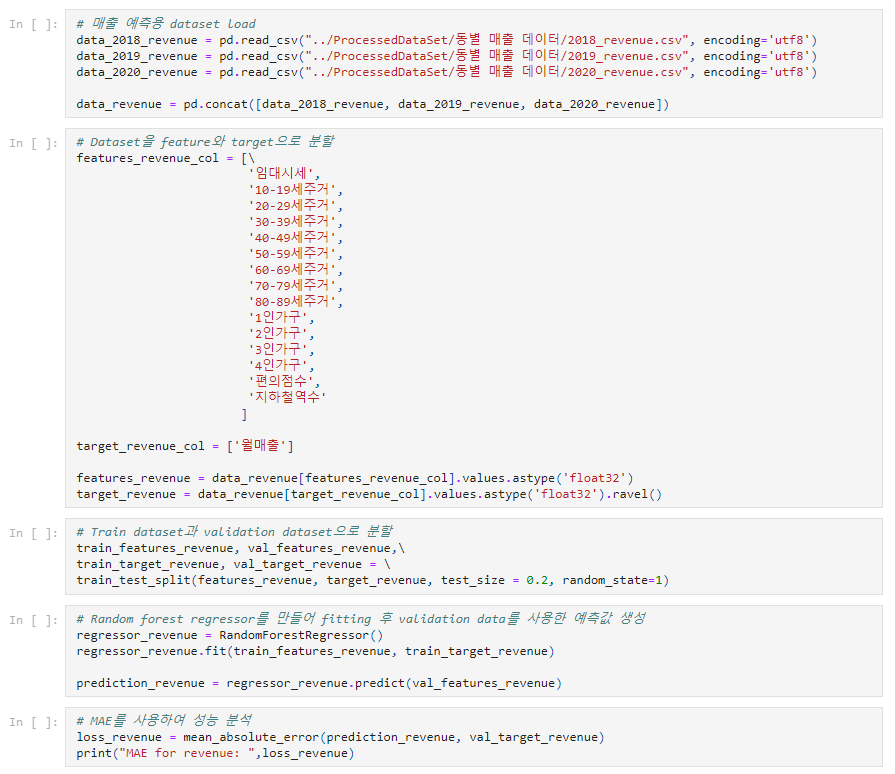 In [ ]: # 매출 예측용 dataset load
data_2018_revenue = pd.read_csv("../ProcessedDataSet/동별 매출 데이터/2018_revenue.csv", encoding='utf8')
data_2019_revenue = pd.read_csv("../ProcessedDataSet/동별 매출 데이터/2019_revenue.csv", encoding='utf8')
data_2020_revenue = pd.read_csv("../ProcessedDataSet/동별 매출 데이터/2020_revenue.csv", encoding='utf8')
data_revenue = pd.concat([data_2018_revenue, data_2019_revenue, data_2020_revenue])
In [ ]: # Dataset을 feature와 target으로 분할
features_revenue_col = [\
'임대시세',
'10-19세주거',
'20-29세주거',
'30-39세주거',
'40-49세주거',
'50-59세주거',
'60-69세주거',
'70-79세주거',
'80-89세주거',
'1인가구',
'2인가구',
'3인가구',
'4인가구',
'편의점수',
'지하철역수'
]
target_revenue_col = ['월매출']
features_revenue = data_revenue[features_revenue_col].values.astype('float32')
target_revenue = data_revenue[target_revenue_col].values.astype('float32').ravel()
In [ ]: # Train dataset과 validation dataset으로 분할
train_features_revenue, val_features_revenue,\
train_target_revenue, val_target_revenue = \
train_test_split(features_revenue, target_revenue, test_size = 0.2, random_state=1)
In [ ]: # Random forest regressor를 만들어 fitting 후 validation data를 사용한 예측값 생성
regressor_revenue = RandomForestRegressor()
regressor_revenue.fit(train_features_revenue, train_target_revenue)
prediction_revenue = regressor_revenue.predict(val_features_revenue)
In [ ]: # MAE를 사용하여 성능 분석
loss_revenue = mean_absolute_error(prediction_revenue, val_target_revenue)
print("MAE for revenue: ",loss_revenue)